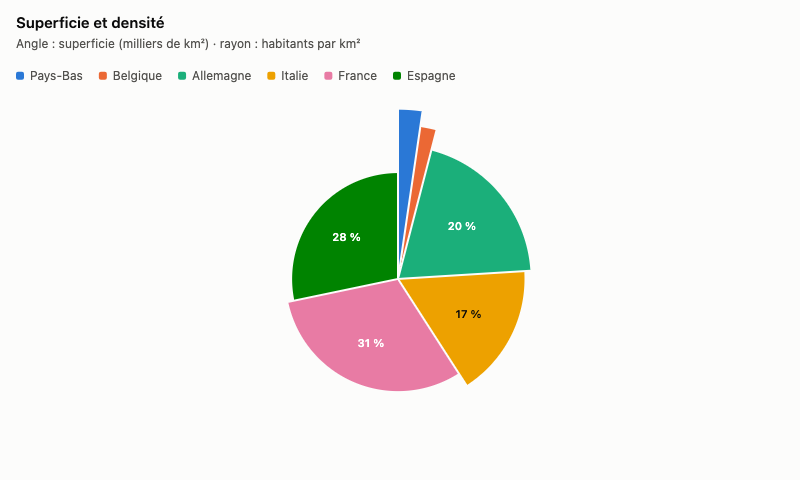 Superficie et densité
Angle : superficie (milliers de km²) · rayon : habitants par km²
Pays-Bas Belgique Allemagne Italie France Espagne
28 %
20 %
17 %
31 %